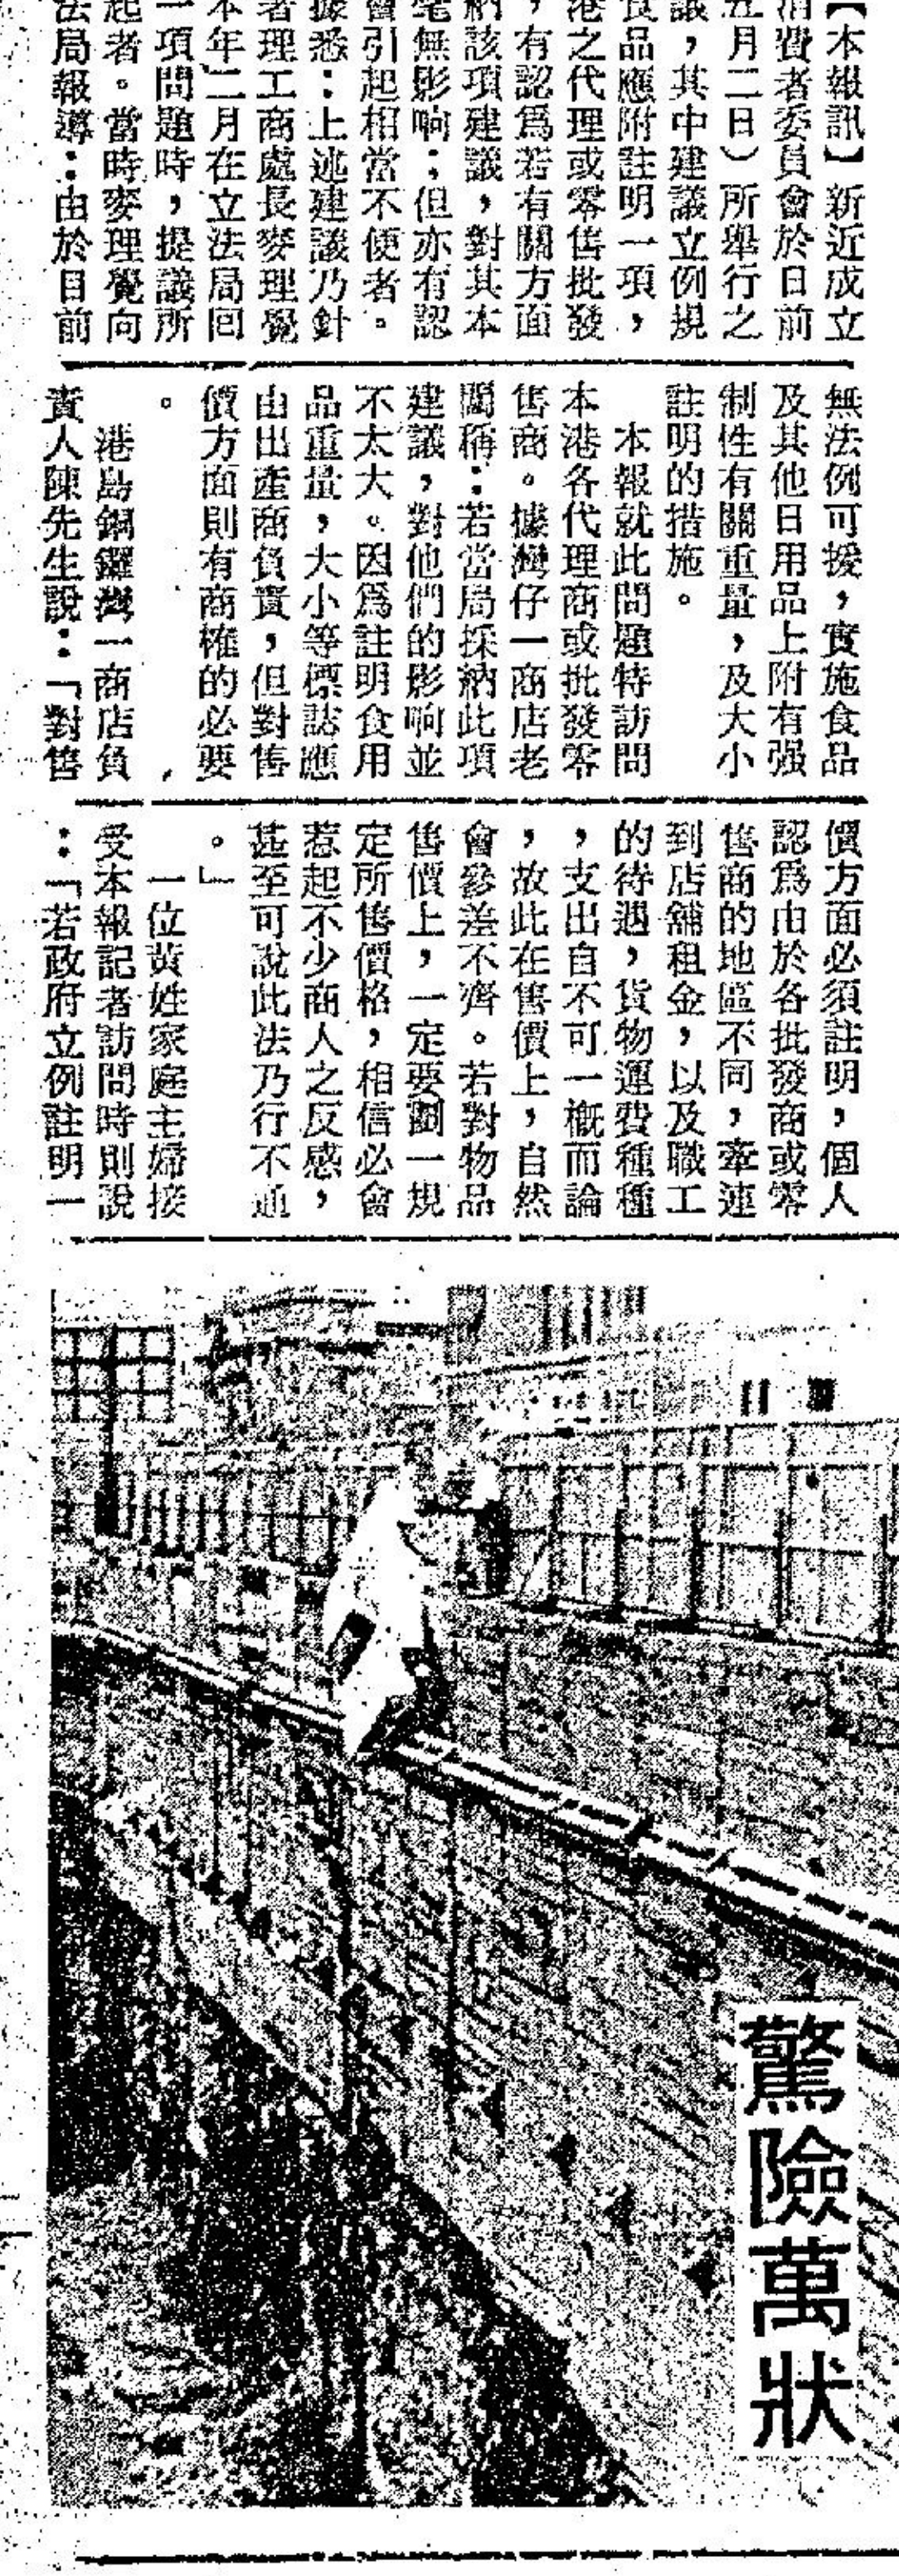 【本報訊】新近成立
消費者委員會於日前
五月二日）所舉行之
議，其中建議立例規
食品應附註明一項，
港之代理或零售批發
，有認爲若有關方面
納該項建議，對其本
毫無影响；但亦有認
會引起相當不便者。
據悉：上述建議乃針
者理工商處長麥理覺
本年二月在立法局回
一項問題時，提議所
起者。當時麥理覺向
法局報導：由於目前
無法例可援，實施食品
及其他日用品上附有强
制性有關重量，及大小
註明的措施。
本報就此問題特訪問
本港各代理商或批發零
售商。據灣仔一商店老
闆稱：若當局採納此項
建議，對他們的影响並
不太大。因爲註明食用
品重量，大小等標誌應
由出產商負責，但對售
價方面則有商榷的必要
。
港島銅鑼灣一商店負
責人陳先生說：「對售
價方面必須註明，個人
認爲由於各批發商或零
售商的地區不同，牽連
到店舖租金，以及職工
的待遇，貨物運費種種
，支出自不可一概而論
，故此在售價上，自然
會參差不齊。若對物品
售價上，一定要劃一規
定所售價格，相信必會
惹起不少商人之反感，
甚至可說此法乃行不通
。」
一位黃姓家庭主婦接
受本報記者訪問時則說
：「若政府立例註明一
驚險萬狀